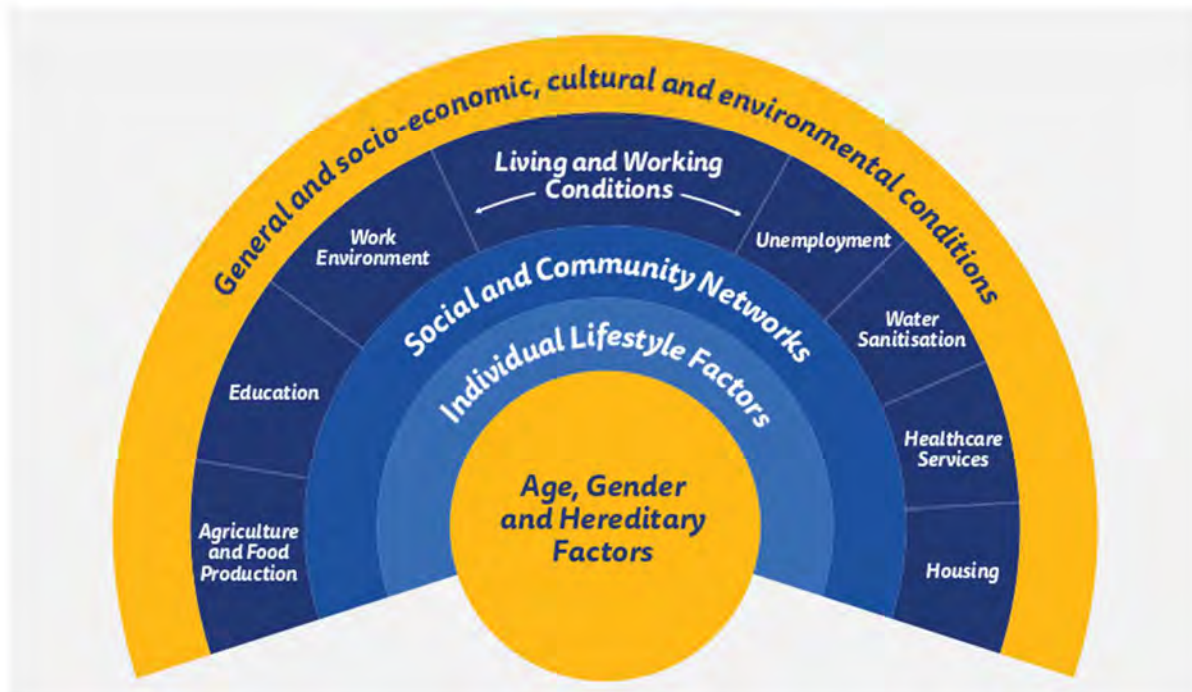 General and socio-economic, cultural and environmental conditions
Living and Working
Conditions
Work
Environment
Unemployment
Social and Community Networks
Water
Sanitisation
Individual Lifestyle Factors
Education
Healthcare
Services
Age, Gender
and Hereditary
Factors
Agriculture
and Food
Production
Housing